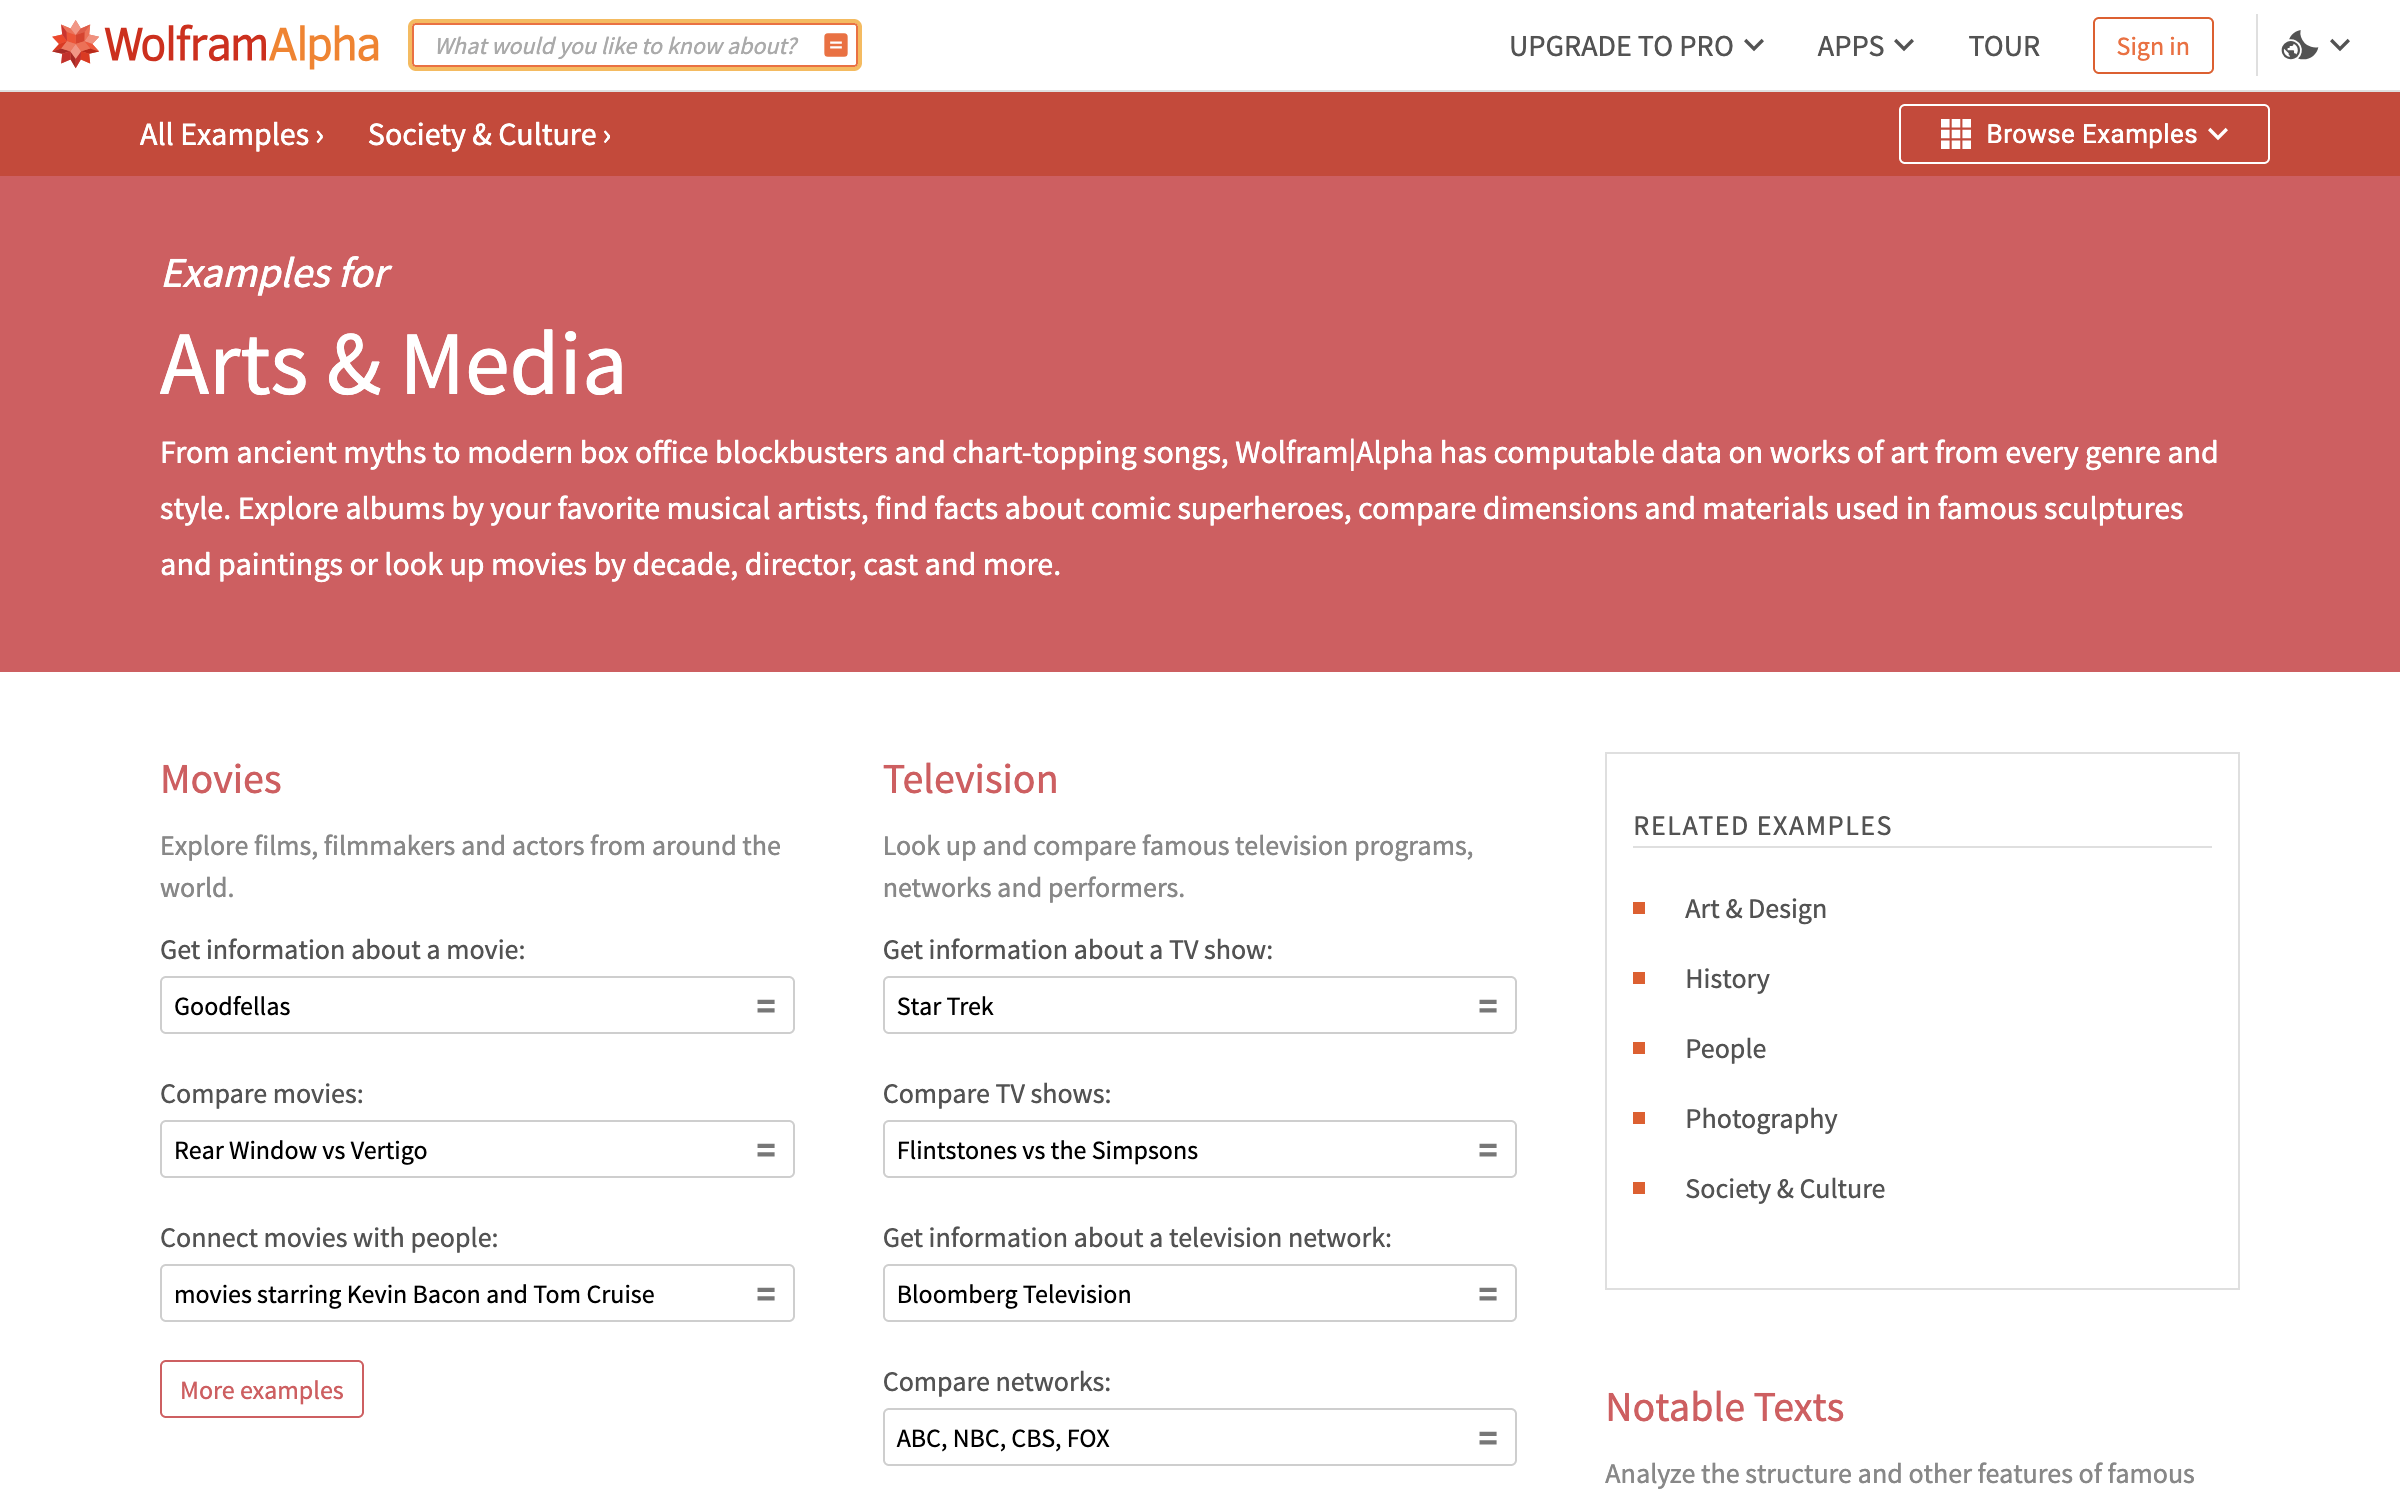 WolframAlpha
What would you like to know about?
UPGRADE TO PRO
APPS
TOUR
Sign in
All Examples ›
Society & Culture ›
Browse Examples
Examples for
Arts & Media
From ancient myths to modern box office blockbusters and chart-topping songs, Wolfram|Alpha has computable data on works of art from every genre and
style. Explore albums by your favorite musical artists, find facts about comic superheroes, compare dimensions and materials used in famous sculptures
and paintings or look up movies by decade, director, cast and more.
Movies
Explore films, filmmakers and actors from around the
world.
Get information about a movie:
Goodfellas
Compare movies:
Rear Window vs Vertigo
Connect movies with people:
movies starring Kevin Bacon and Tom Cruise
More examples
Television
Look up and compare famous television programs,
networks and performers.
Get information about a TV show:
Star Trek
Compare TV shows:
Flintstones vs the Simpsons
Get information about a television network:
Bloomberg Television
Compare networks:
ABC, NBC, CBS, FOX
RELATED EXAMPLES
Art & Design
History
People
Photography
Society & Culture
Notable Texts
Analyze the structure and other features of famous